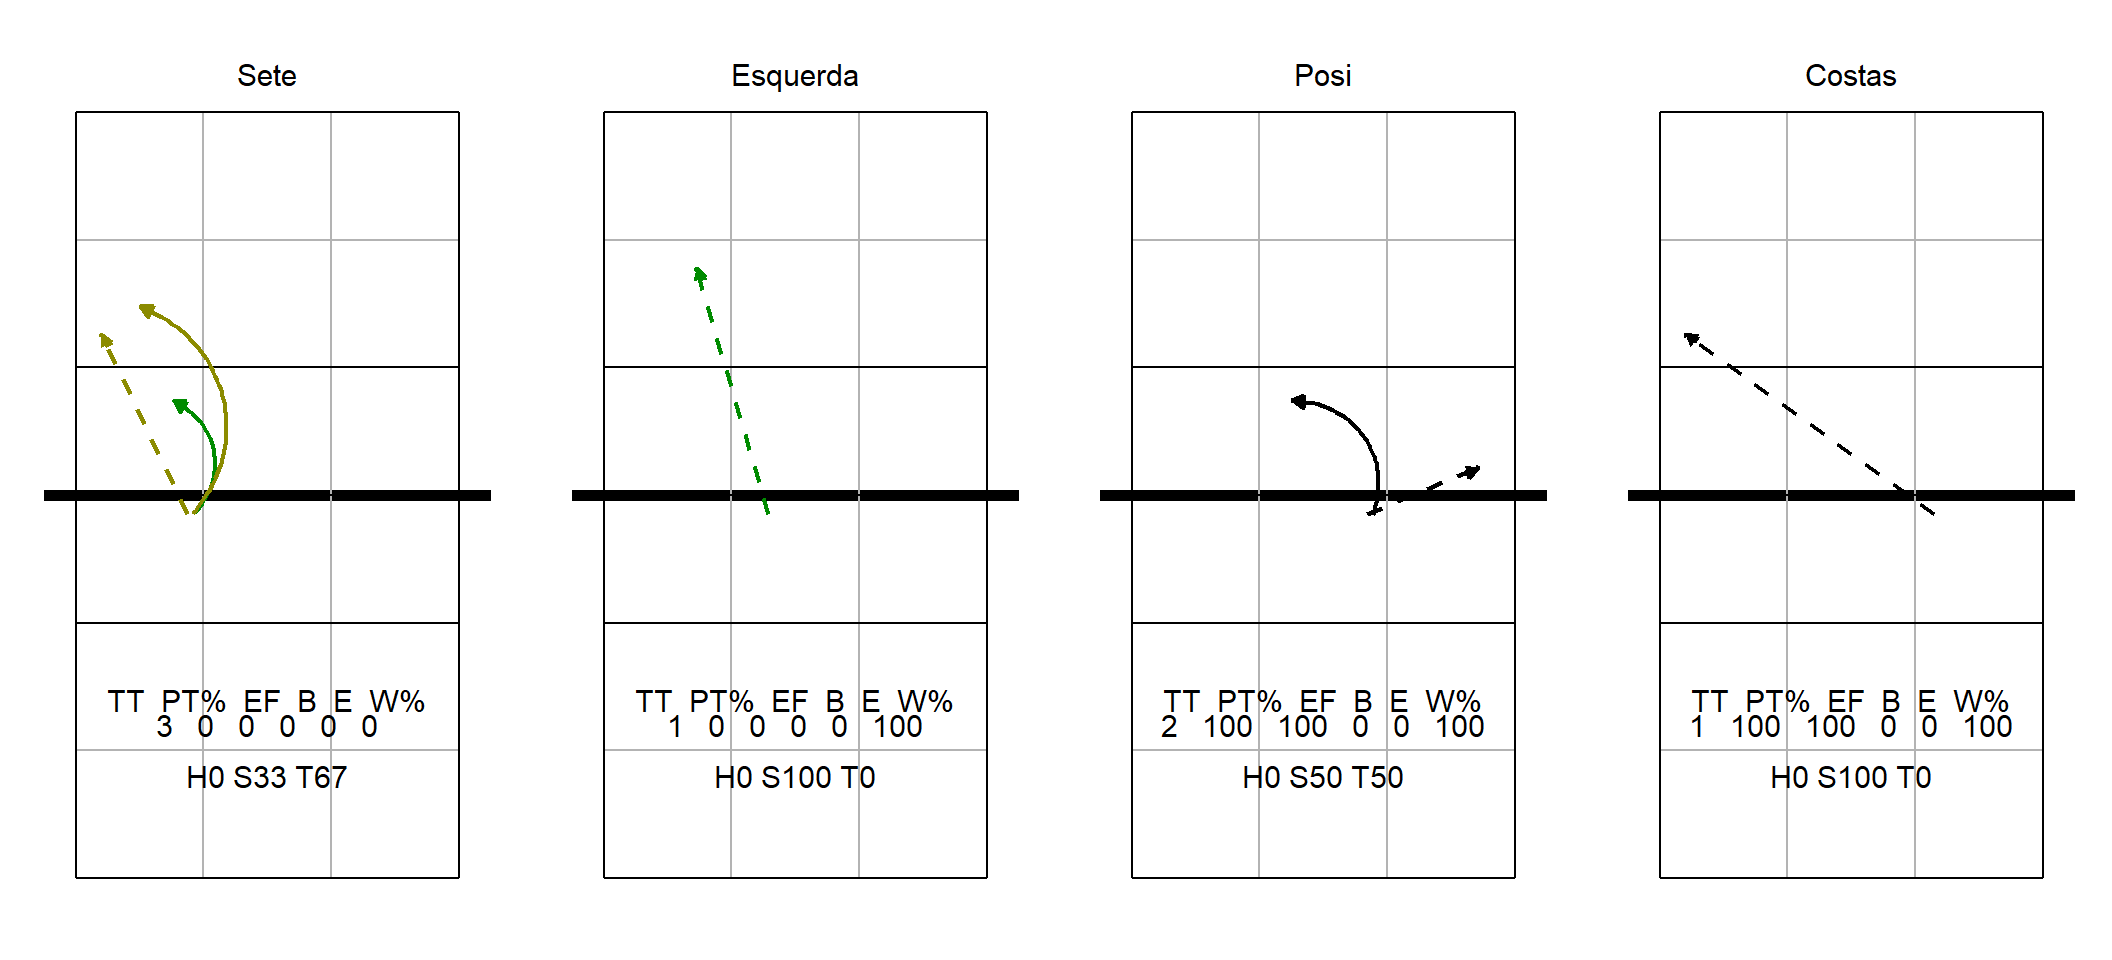 Sete
TT PT% EF B E W%
3 0 0 0 0 0
H0 S33 T67
Esquerda
TT PT% EF B E W%
1 0 0 0 0 100
H0 S100 T0
Posi
TT PT% EF B E W%
2 100 100 0 0 100
H0 S50 T50
Costas
TT PT% EF B E W%
1 100 100 0 0 100
H0 S100 T0